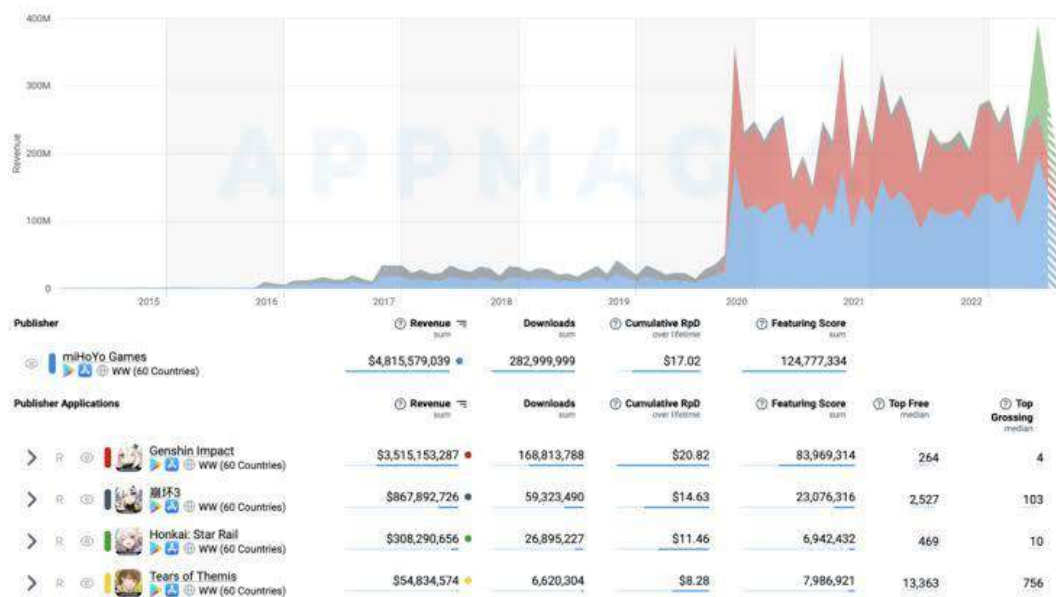 400M
300M
200M
100M
0
Revenue
APPMAG
2015 2016 2017 2018 2019 2020 2021 2022
Publisher Revenue sum Downloads sum Cumulative RpD over lifetime Featuring Score sum
miHoYo Games $4,815,579,039 282,999,999 $17.02 124,777,334
WW (60 Countries)
Publisher Applications Revenue sum Downloads sum Cumulative RpD over lifetime Featuring Score sum Top Free median Top Grossing median
R Genshin Impact $3,515,153,287 168,813,788 $20.82 83,969,314 264 4
WW (60 Countries)
R 崩坏3 $867,892,726 59,323,490 $14.63 23,076,316 2,527 103
WW (60 Countries)
R Honkai: Star Rail $308,290,656 26,895,227 $11.46 6,942,432 469 10
WW (60 Countries)
R Tears of Themis $54,834,574 6,620,304 $8.28 7,986,921 13,363 756
WW (60 Countries)